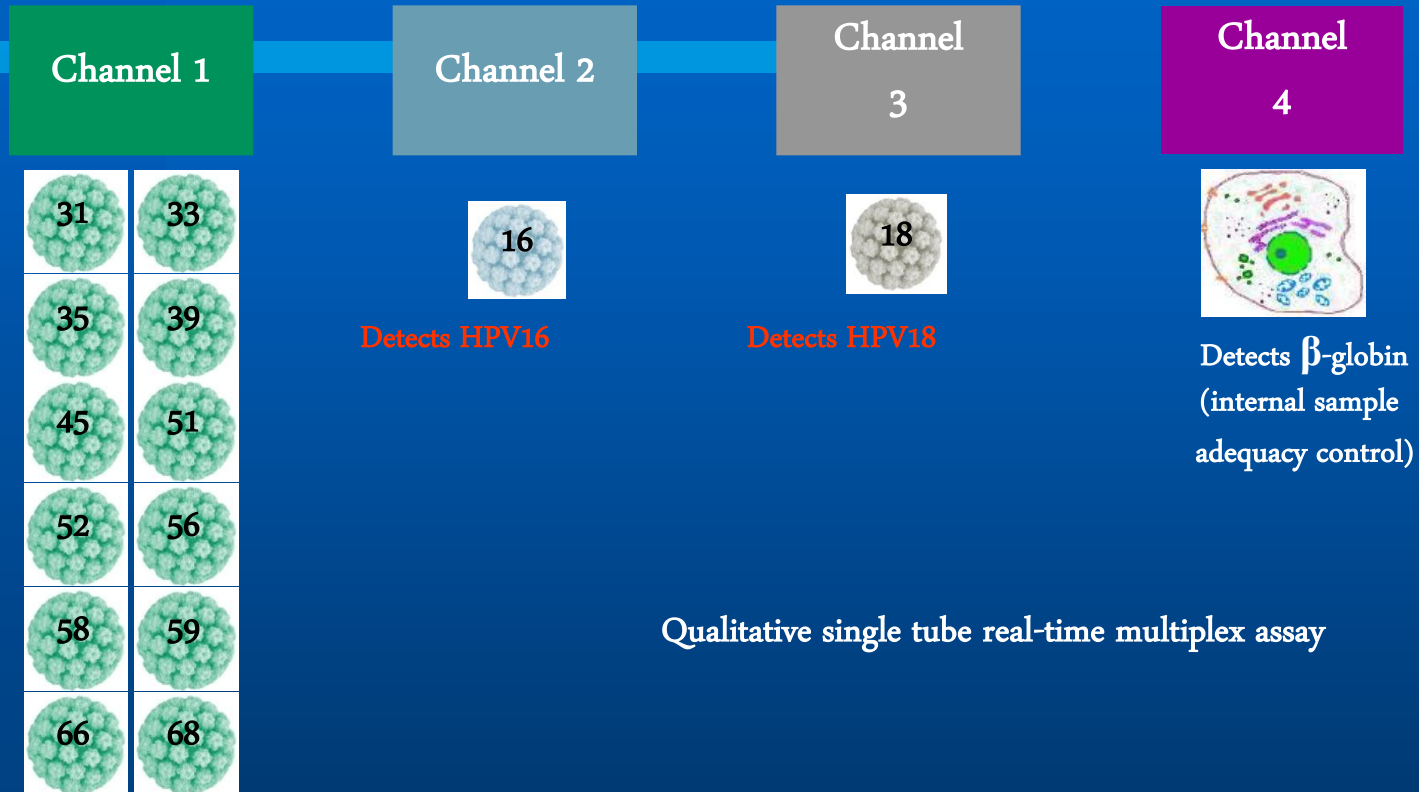 Channel 1
Channel 2
Channel
3
Channel
4
31 33
35 39
45 51
52 56
58 59
66 68
16
Detects HPV16
18
Detects HPV18
Detects β-globin
(internal sample
adequacy control)
Qualitative single tube real-time multiplex assay